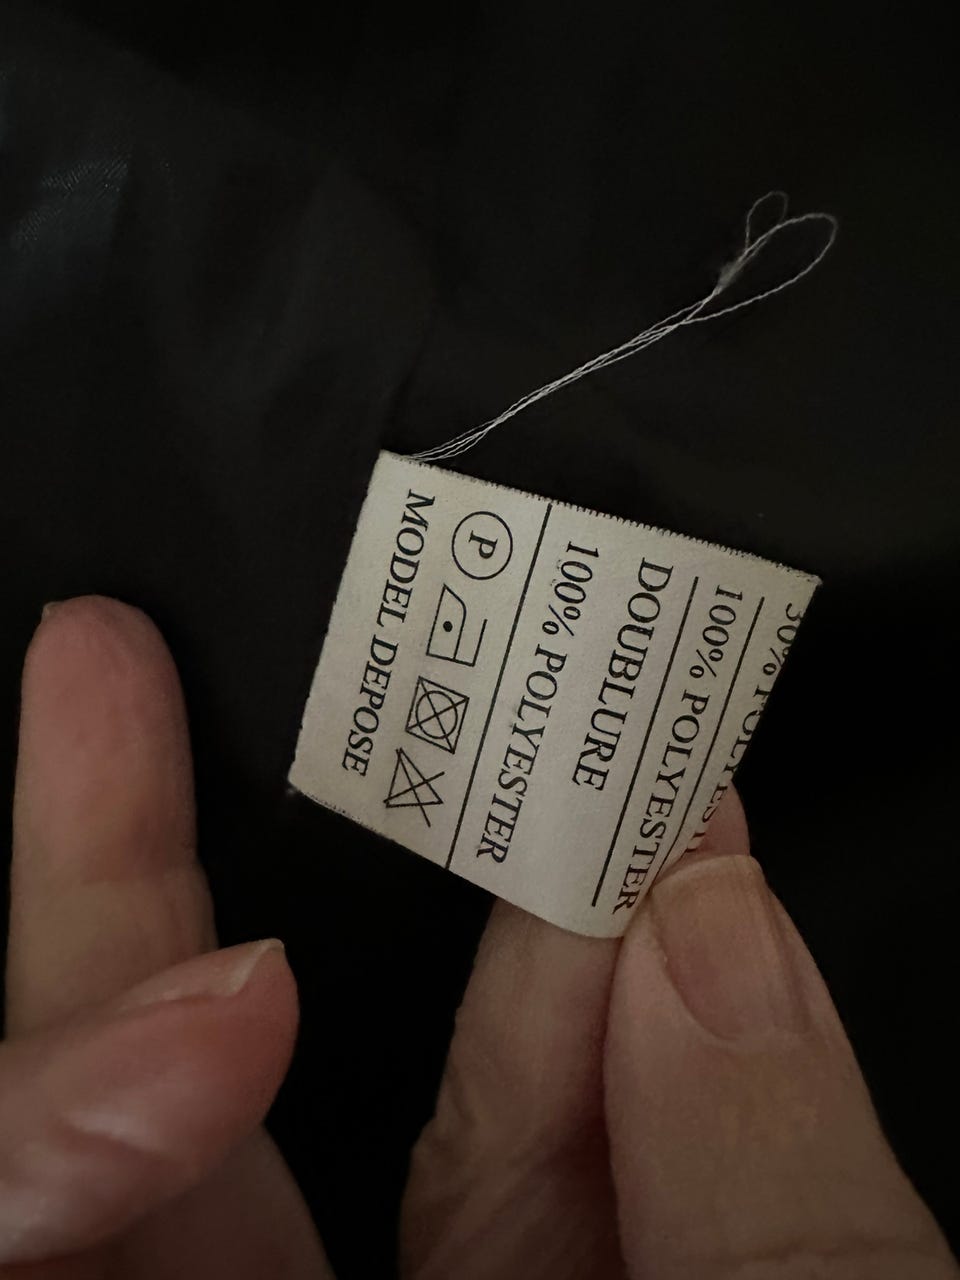 100% POLYESTER
DOUBLURE
100% POLYESTER
P
MODEL DEPOSE